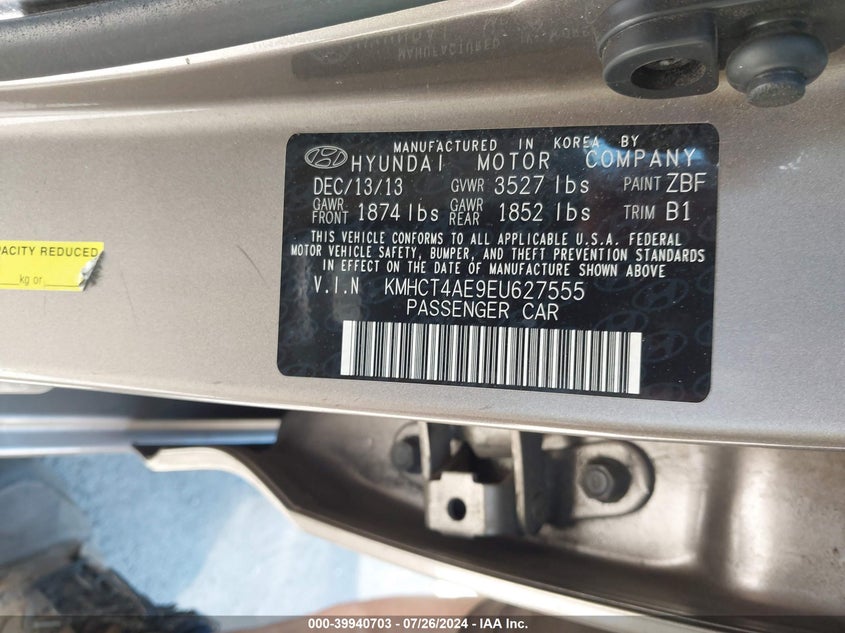 MANUFACTURED IN KOREA BY
HYUNDAI MOTOR COMPANY
DEC/13/13 GVWR 3527 lbs PAINT ZBF
GAWR FRONT 1874 lbs GAWR REAR 1852 lbs TRIM B1
THIS VEHICLE CONFORMS TO ALL APPLICABLE U.S.A. FEDERAL
MOTOR VEHICLE SAFETY, BUMPER, AND THEFT PREVENTION STANDARDS
IN EFFECT ON THE DATE OF MANUFACTURE SHOWN ABOVE
V.I.N KMHCT4AE9EU627555
PASSENGER CAR
REDUCED
kg or
000-39940703 / 07/26/2024 - IAA Inc.